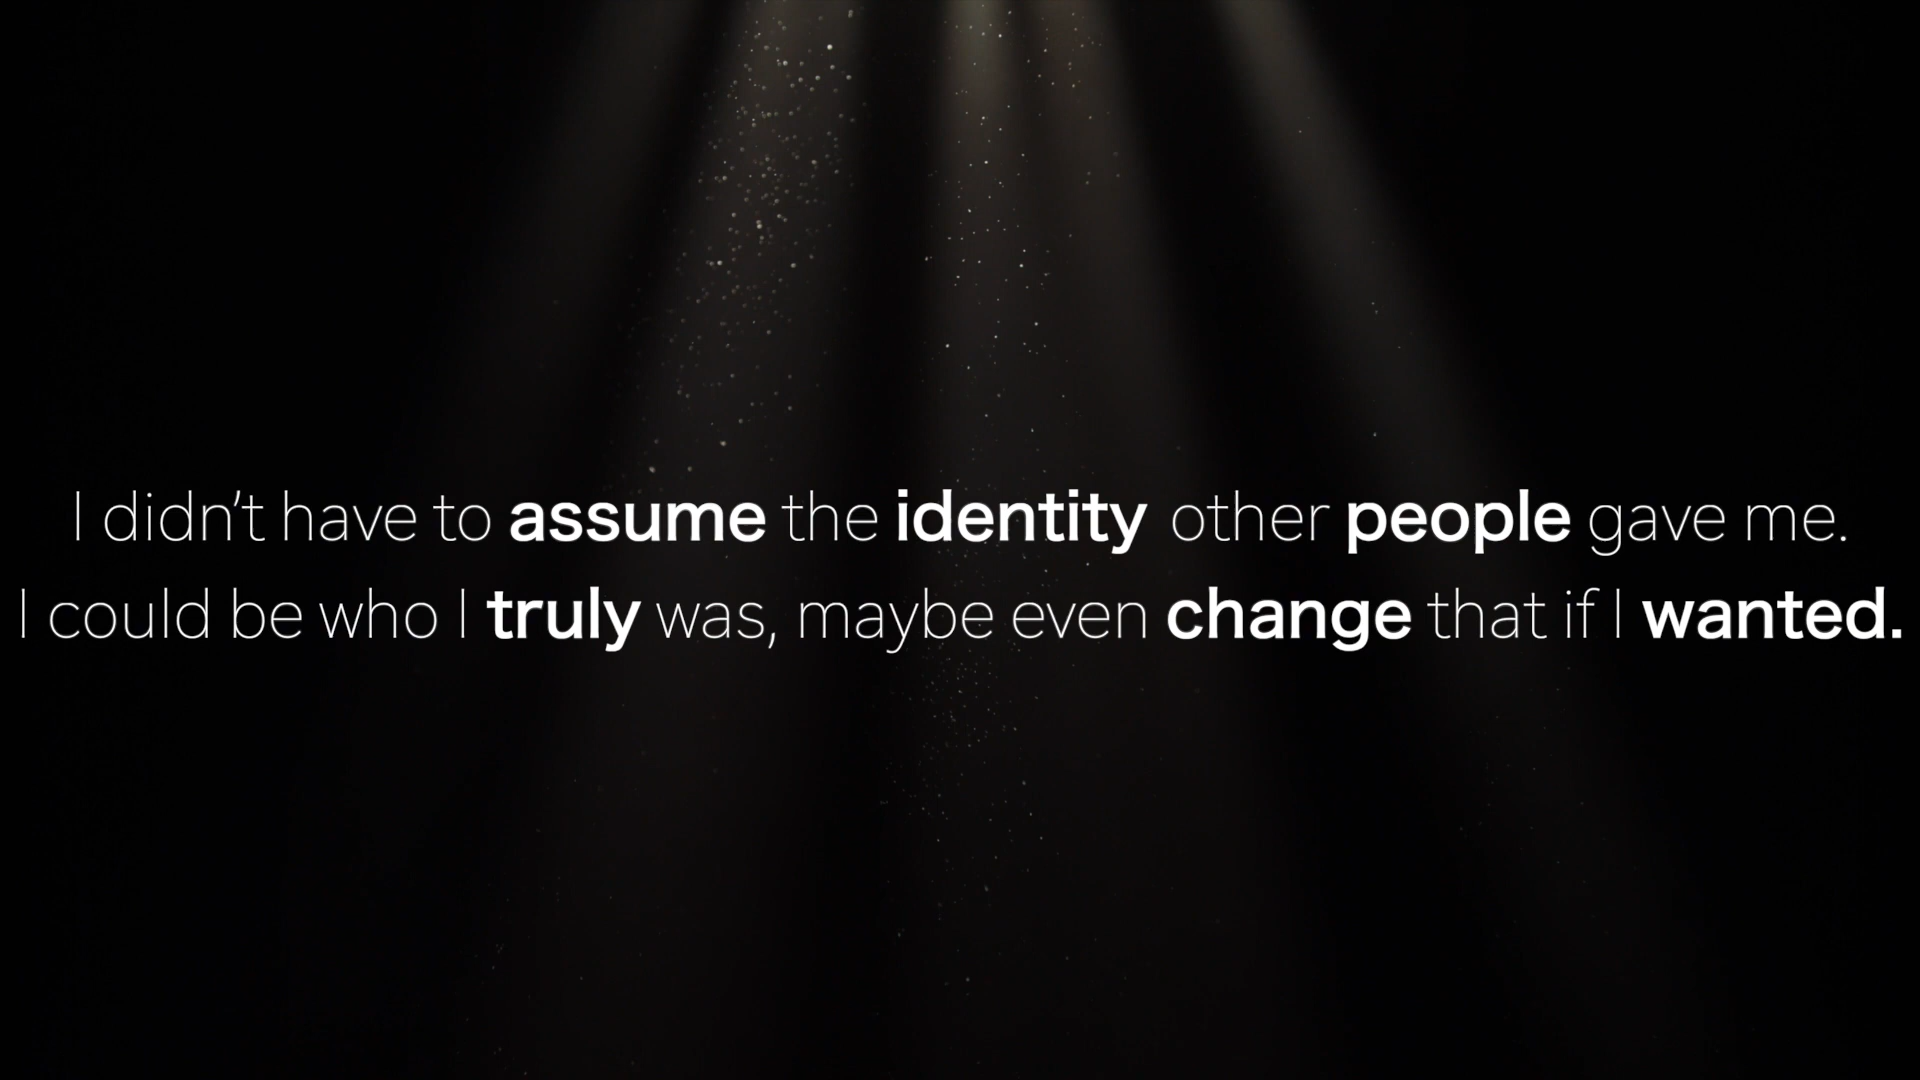 I didn’t have to assume the identity other people gave me.
I could be who I truly was, maybe even change that if I wanted.